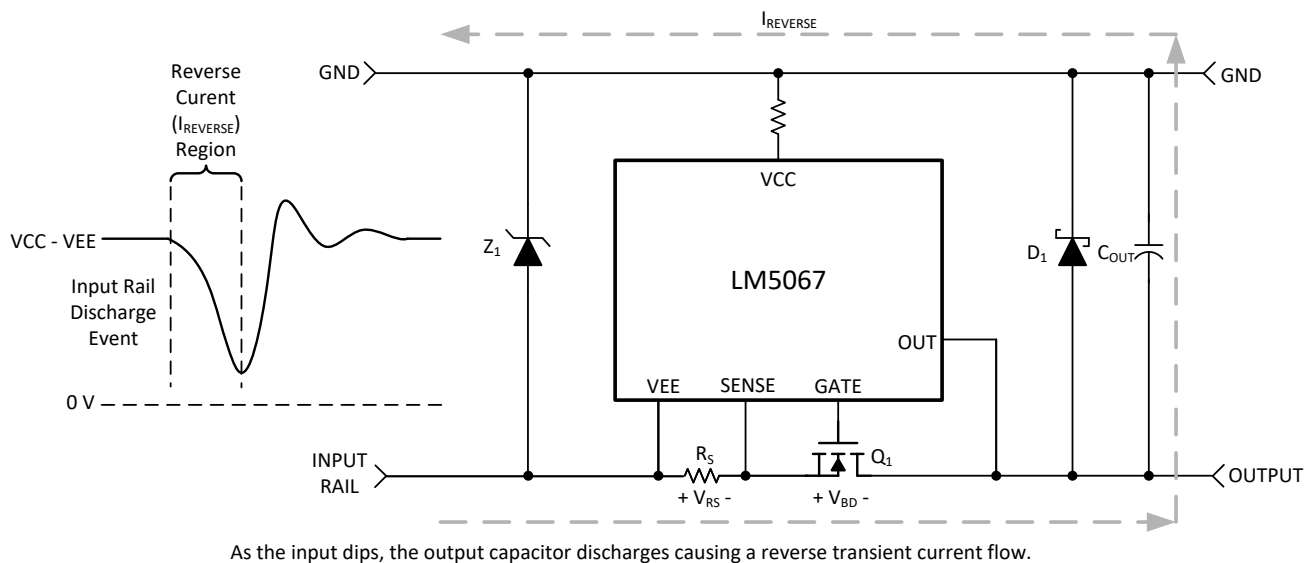 I_REVERSE
GND
GND
Reverse
Curent
(I_REVERSE)
Region
VCC
VCC - VEE
Z1
LM5067
D1
COUT
Input Rail
Discharge
Event
OUT
VEE
SENSE
GATE
0 V
INPUT
RAIL
RS
Q1
OUTPUT
+ VRS -
+ VBD -
As the input dips, the output capacitor discharges causing a reverse transient current flow.